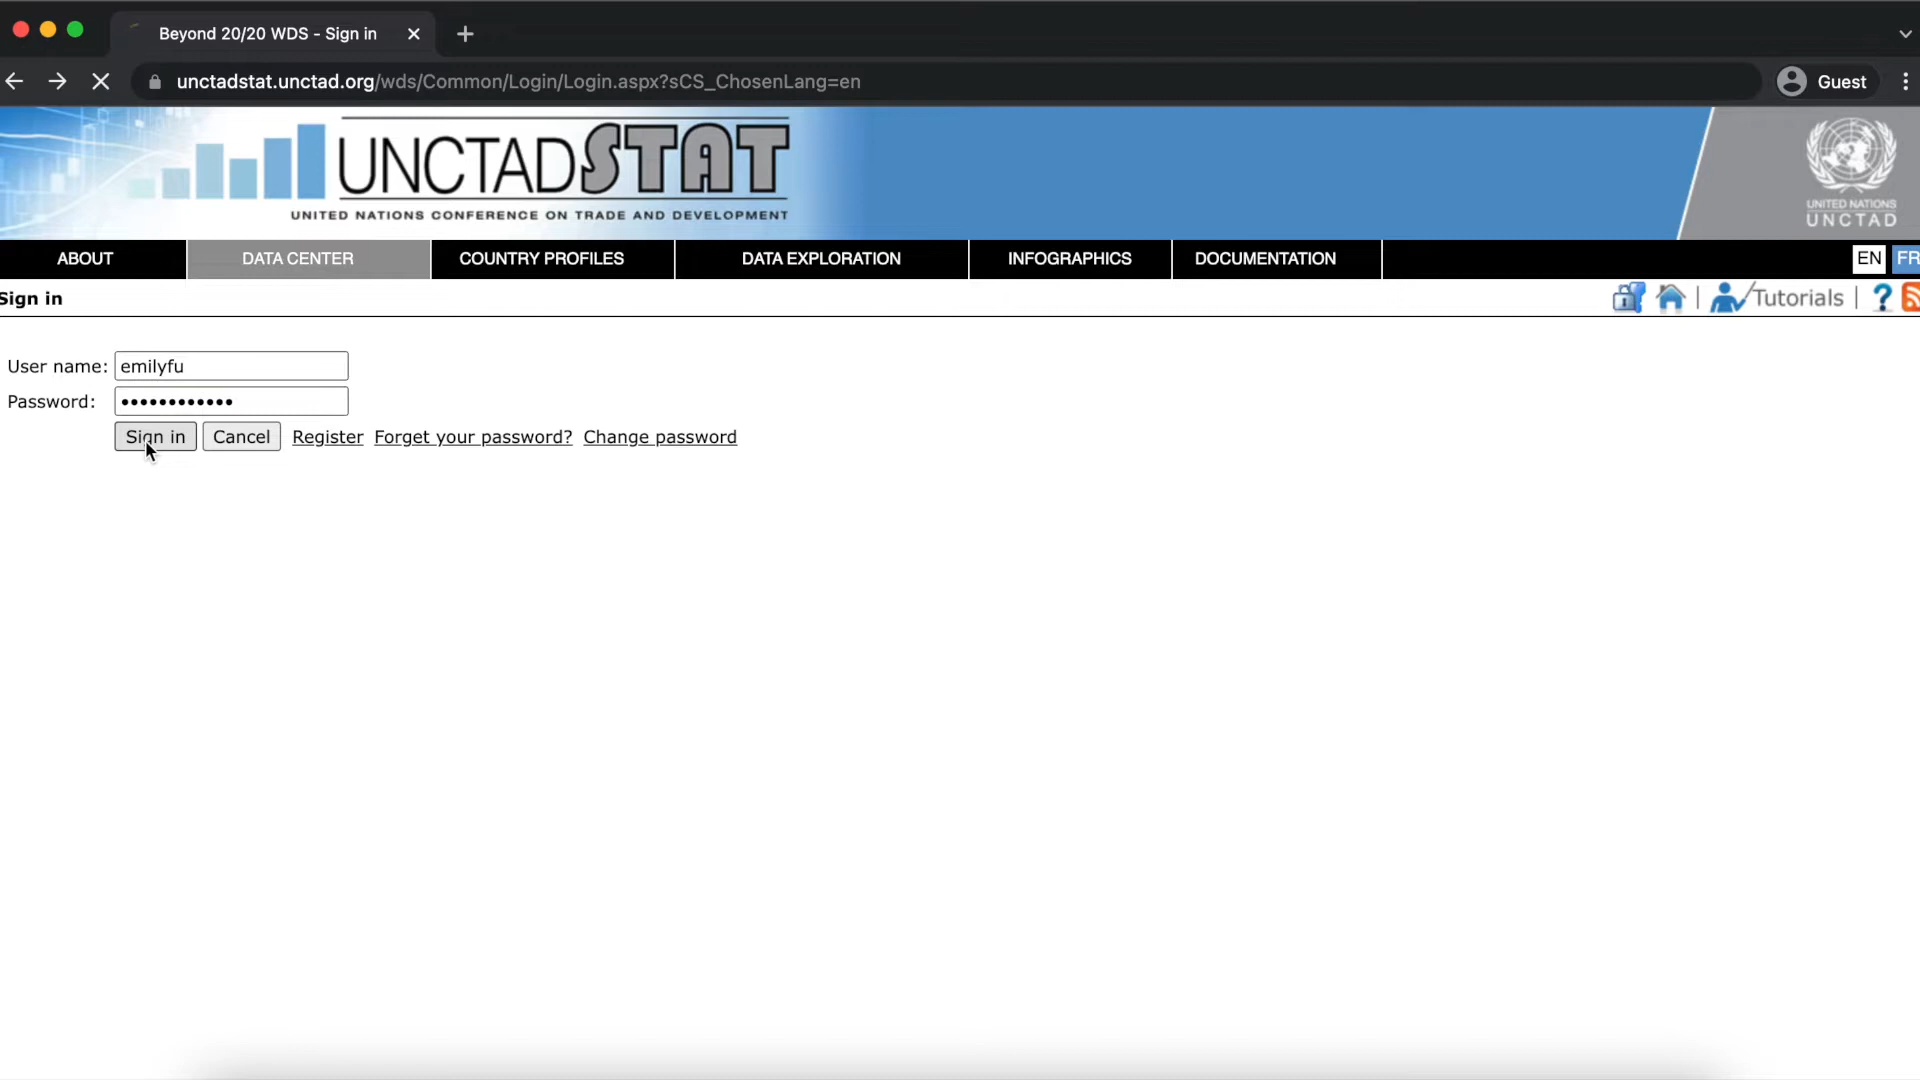 Beyond 20/20 WDS - Sign in
unctadstat.unctad.org/wds/Common/Login/Login.aspx?sCS_ChosenLang=en
Guest
UNCTADSTAT
UNITED NATIONS CONFERENCE ON TRADE AND DEVELOPMENT
UNITED NATIONS
UNCTAD
ABOUT DATA CENTER COUNTRY PROFILES DATA EXPLORATION INFOGRAPHICS DOCUMENTATION EN FR
Sign in
Tutorials | ?
User name: emilyfu
Password: ••••••••••••
Sign in Cancel Register Forget your password? Change password